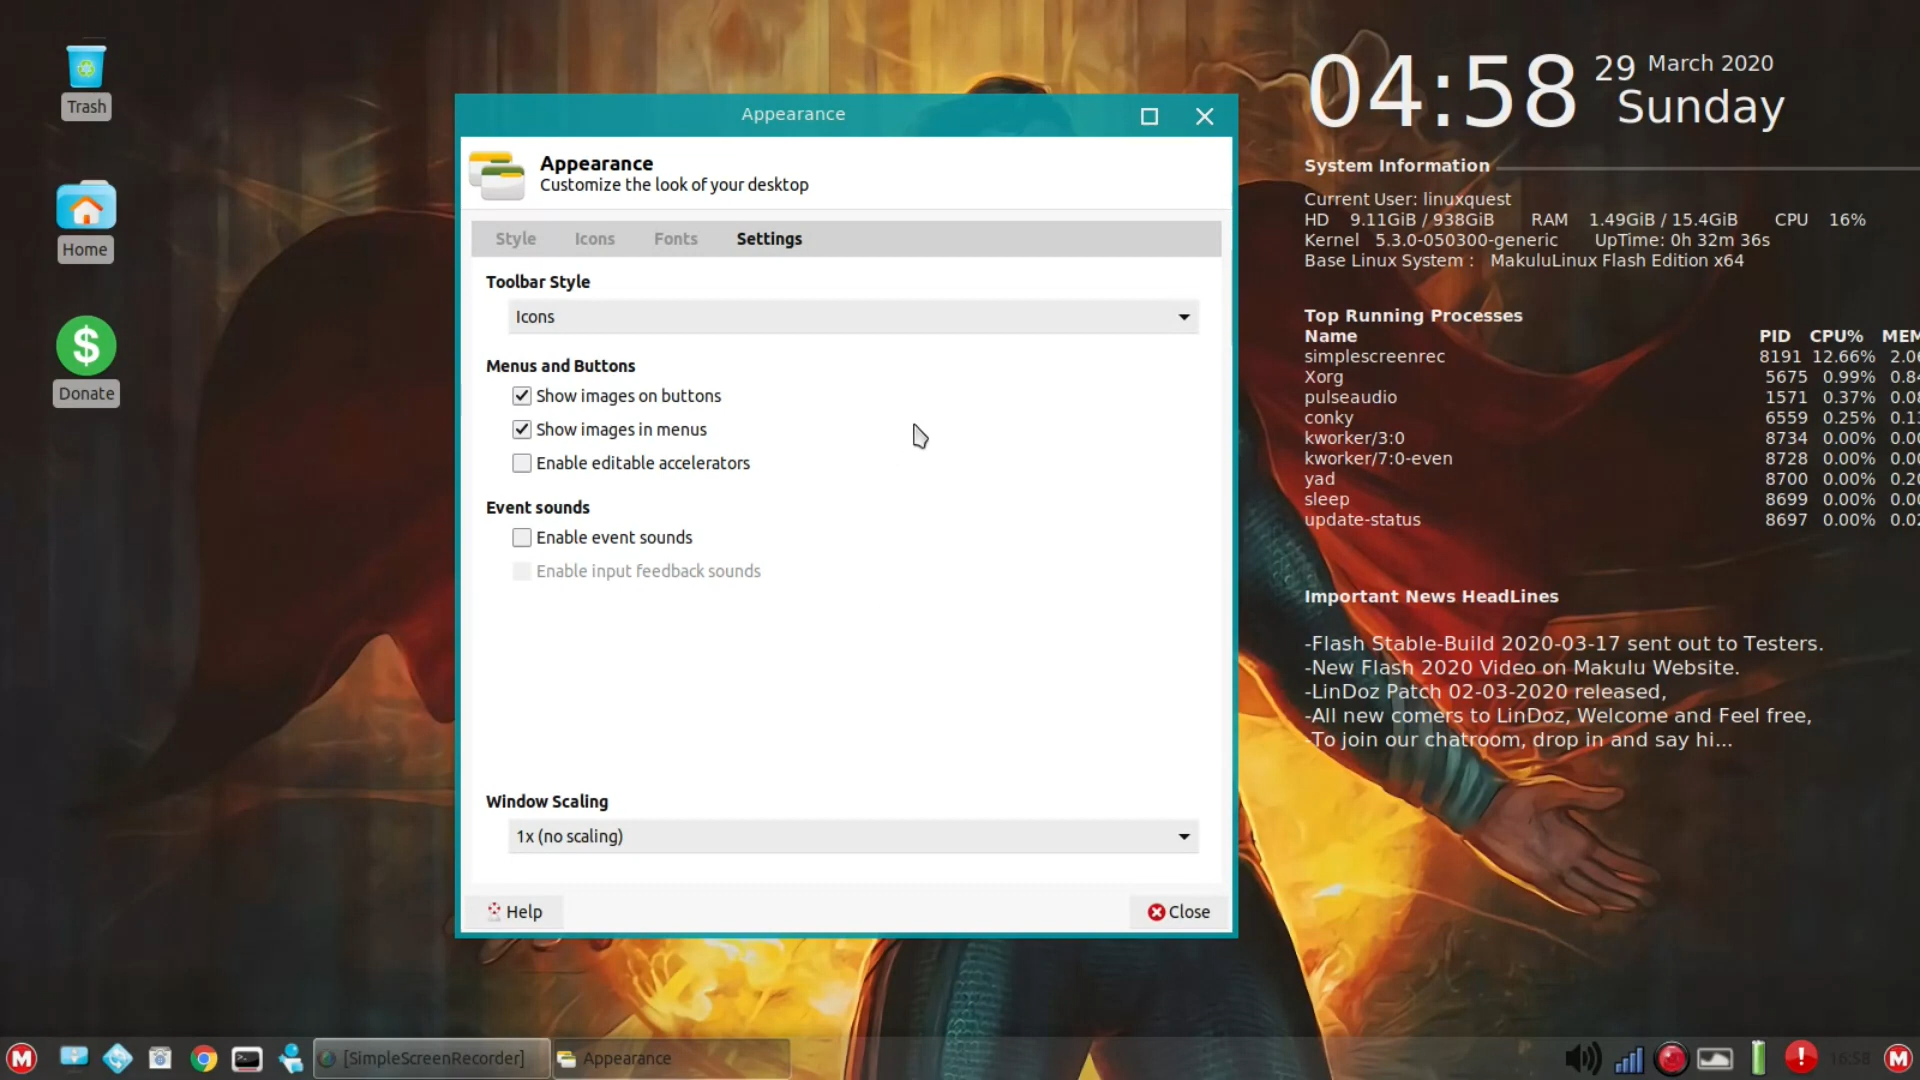 Trash
Home
Donate
Appearance
Appearance
Customize the look of your desktop
Style Icons Fonts Settings
Toolbar Style
Icons
Menus and Buttons
Show images on buttons
Show images in menus
Enable editable accelerators
Event sounds
Enable event sounds
Enable input feedback sounds
Window Scaling
1x (no scaling)
Help
Close
04:58 29 March 2020
Sunday
System Information
Current User: linuxquest
HD 9.11GiB / 938GiB RAM 1.49GiB / 15.4GiB CPU 16%
Kernel 5.3.0-050300-generic UpTime: 0h 32m 36s
Base Linux System : MakuluLinux Flash Edition x64
Top Running Processes
Name PID CPU% MEM
simplescreenrec 8191 12.66% 2.06
Xorg 5675 0.99% 0.84
pulseaudio 1571 0.37% 0.08
conky 6559 0.25%
kworker/3:0 8734 0.00% 0.00
kworker/7:0-even 8728 0.00% 0.00
yad 8700 0.00% 0.20
sleep 8699 0.00% 0.00
update-status 8697 0.00% 0.02
Important News HeadLines
-Flash Stable-Build 2020-03-17 sent out to Testers.
-New Flash 2020 Video on Makulu Website.
-LinDoz Patch 02-03-2020 released,
-All new comers to LinDoz, Welcome and Feel free,
-To join our chatroom, drop in and say hi...
M
[SimpleScreenRecorder]
Appearance
16:58
M